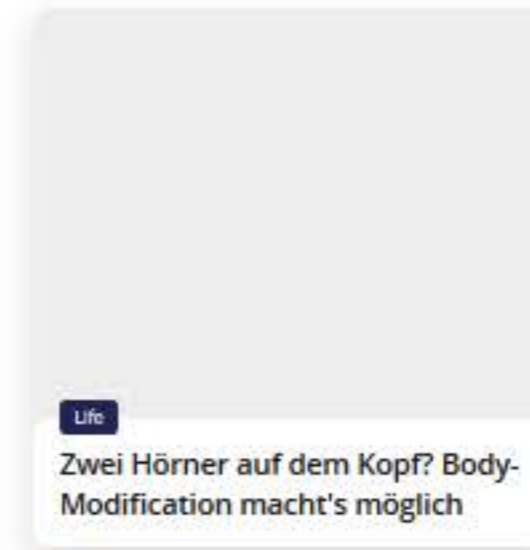 Life
Zwei Hörner auf dem Kopf? Body-
Modification macht's möglich